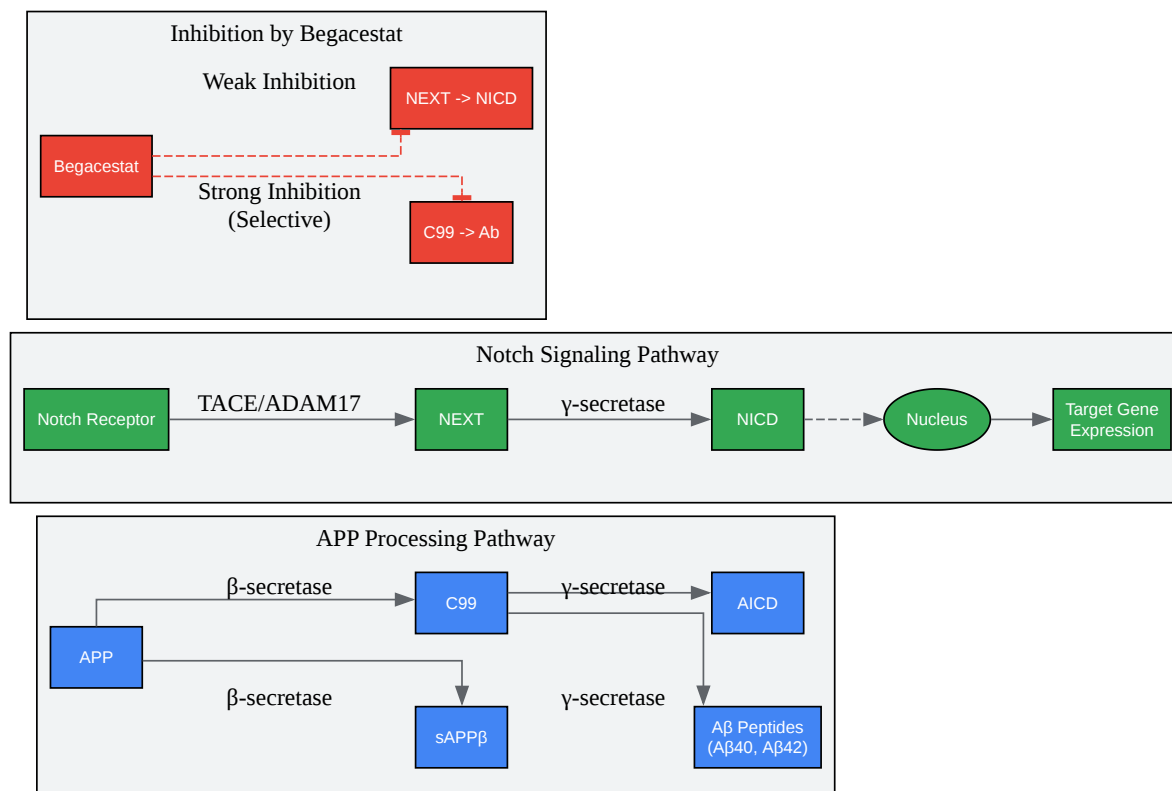 Inhibition by Begacestat
Weak Inhibition
NEXT -> NICD
Begacestat
Strong Inhibition
(Selective)
C99 -> Ab
Notch Signaling Pathway
Notch Receptor
TACE/ADAM17
NEXT
γ-secretase
NICD
Nucleus
Target Gene
Expression
APP Processing Pathway
β-secretase
C99
γ-secretase
AICD
APP
β-secretase
sAPPβ
γ-secretase
Aβ Peptides
(Aβ40, Aβ42)